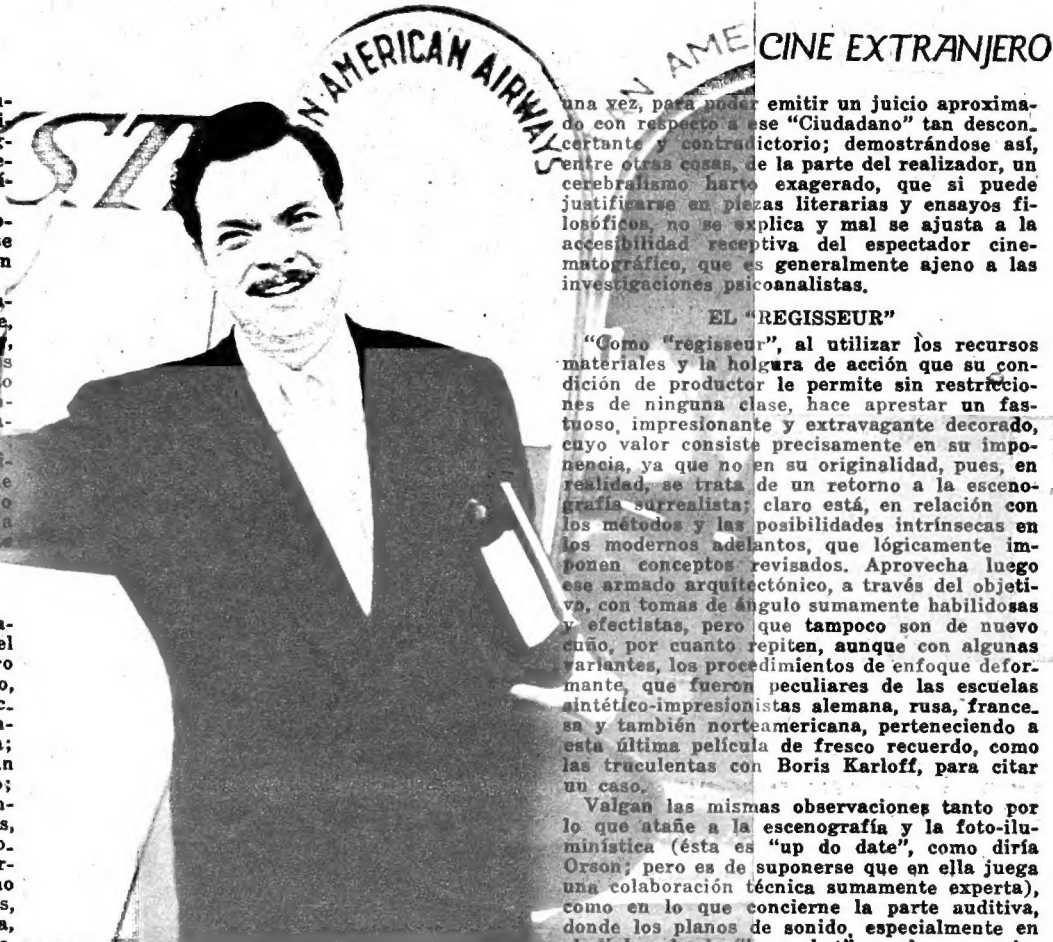 CINE EXTRANJERO
N AMERICAN AIRWAYS
N AME
ST
una vez, para poder emitir un juicio aproxima-
do con respecto a ese “Ciudadano” tan descon-
certante y contradictorio; demostrándose así,
entre otras cosas, de la parte del realizador, un
cerebralismo harto exagerado, que si puede
justificarse en piezas literarias y ensayos fi-
losóficos, no se explica y mal se ajusta a la
accesibilidad receptiva del espectador cine-
matográfico, que es generalmente ajeno a las
investigaciones psicoanalistas.
EL “REGISSEUR”
“Como “regisseur”, al utilizar los recursos
materiales y la holgura de acción que su con-
dición de productor le permite sin restriccio-
nes de ninguna clase, hace aprestar un fas-
tuoso, impresionante y extravagante decorado,
cuyo valor consiste precisamente en su impo-
nencia, ya que no en su originalidad, pues, en
realidad, se trata de un retorno a la esceno-
grafía surrealista; claro está, en relación con
los métodos y las posibilidades intrínsecas en
los modernos adelantos, que lógicamente im-
ponen conceptos revisados. Aprovecha luego
ese armado arquitectónico, a través del objeti-
vo, con tomas de ángulo sumamente habilidosas
y efectistas, pero que tampoco son de nuevo
cuño, por cuanto repiten, aunque con algunas
variantes, los procedimientos de enfoque defor-
mante, que fueron peculiares de las escuelas
sintético-impresionistas alemana, rusa, france-
sa y también norteamericana, perteneciendo a
esta última película de fresco recuerdo, como
las truculentas con Boris Karloff, para citar
un caso.
Valgan las mismas observaciones tanto por
lo que atañe a la escenografía y la foto-ilu-
minística (ésta es “up do date”, como diría
Orson; pero es de suponerse que en ella juega
una colaboración técnica sumamente experta),
como en lo que concierne la parte auditiva,
donde los planos de sonido, especialmente en